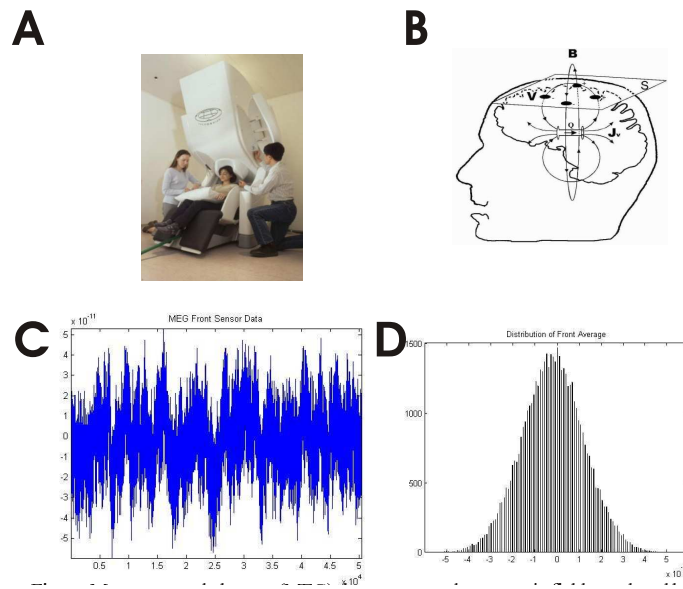 A
B
B
S
V
Q
J
C
MEG Front Sensor Data
x 10⁻¹¹
5
4
3
2
1
0
-1
-2
-3
-4
-5
0.5 1 1.5 2 2.5 3 3.5 4 4.5 5
x 10⁴
D
Distribution of Front Average
1500
1000
500
0
-5 -4 -3 -2 -1 0 1 2 3 4 5
x 10